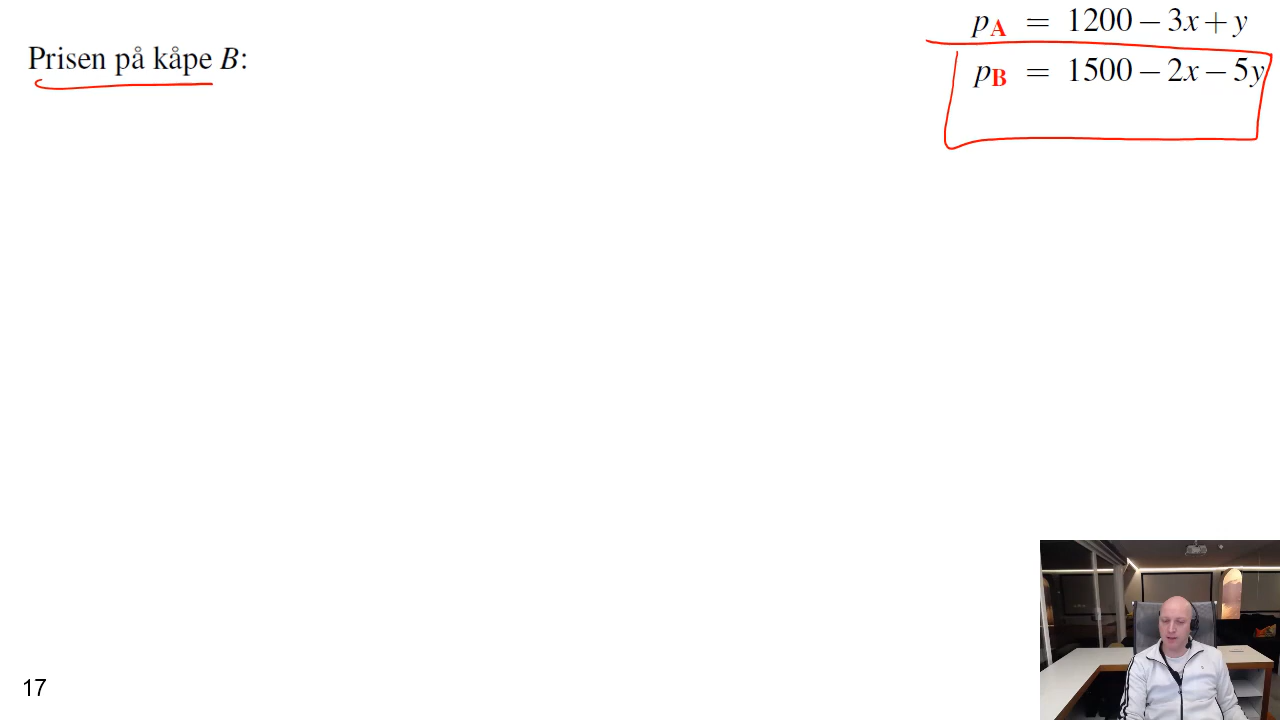 p_A = 1200 − 3x + y
Prisen på kåpe B:
p_B = 1500 − 2x − 5y
17